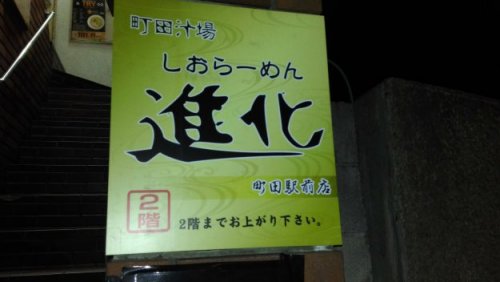 町田汁場
しおらーめん
進化
町田駅前店
2階
2階までお上がり下さい。